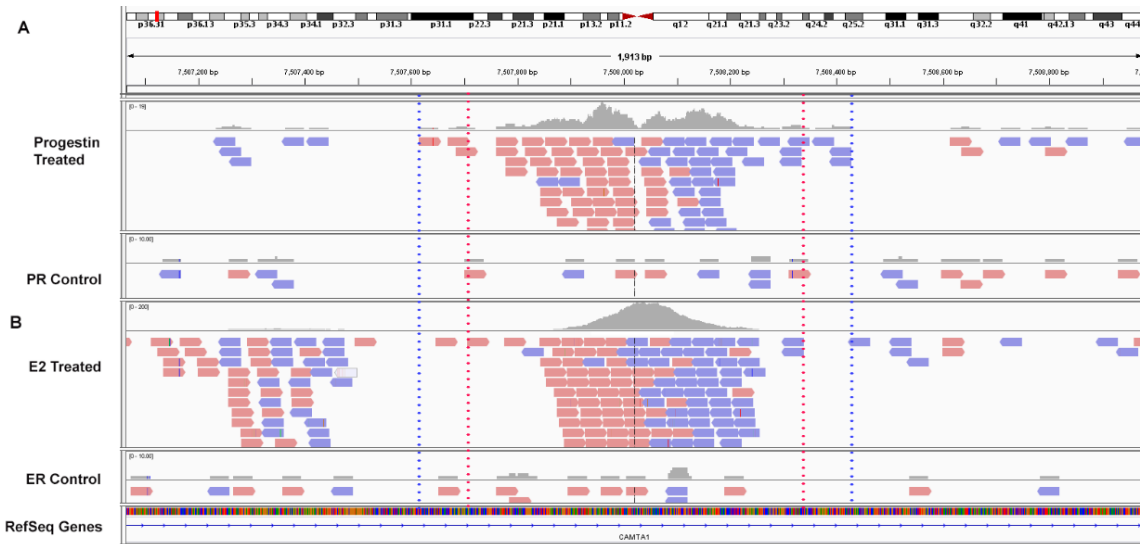 A
p36.31 p36.13 p35.3 p34.3 p34.1 p32.3 p31.3 p31.1 p22.3 p21.3 p21.1 p13.2 p11.2 q12 q21.1 q21.3 q23.2 q24.2 q25.2 q31.1 q31.3 q32.2 q41 q42.13 q43 q44
1,913 bp
7,507,200 bp 7,507,400 bp 7,507,600 bp 7,507,800 bp 7,508,000 bp 7,508,200 bp 7,508,400 bp 7,508,600 bp 7,508,800 bp
[0 - 19]
Progestin
Treated
[0 - 10.00]
PR Control
B
[0 - 200]
E2 Treated
[0 - 10.00]
ER Control
RefSeq Genes
CAMTA1